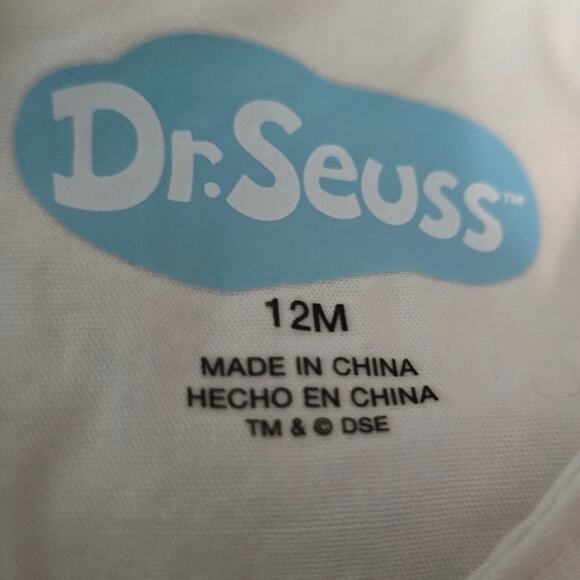 Dr. Seuss™
12M
MADE IN CHINA
HECHO EN CHINA
TM & © DSE